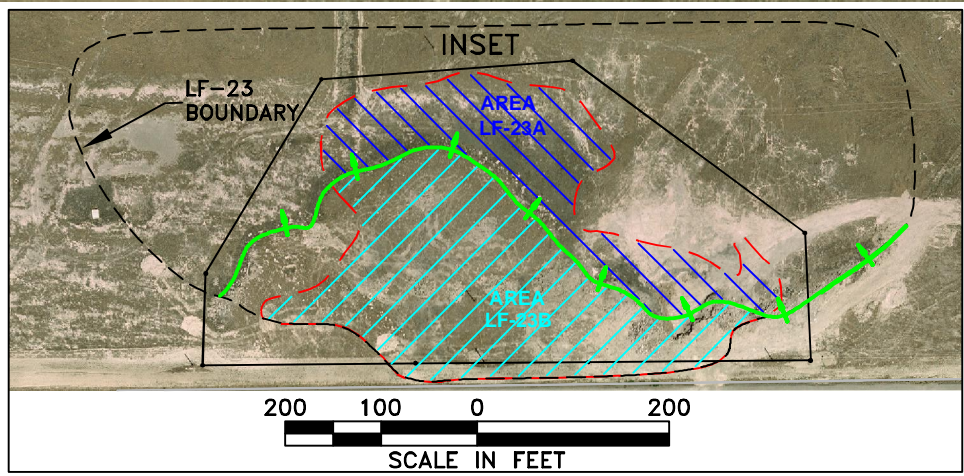 INSET
LF-23
BOUNDARY
AREA
LF-23A
AREA
LF-23B
200 100 0 200
SCALE IN FEET